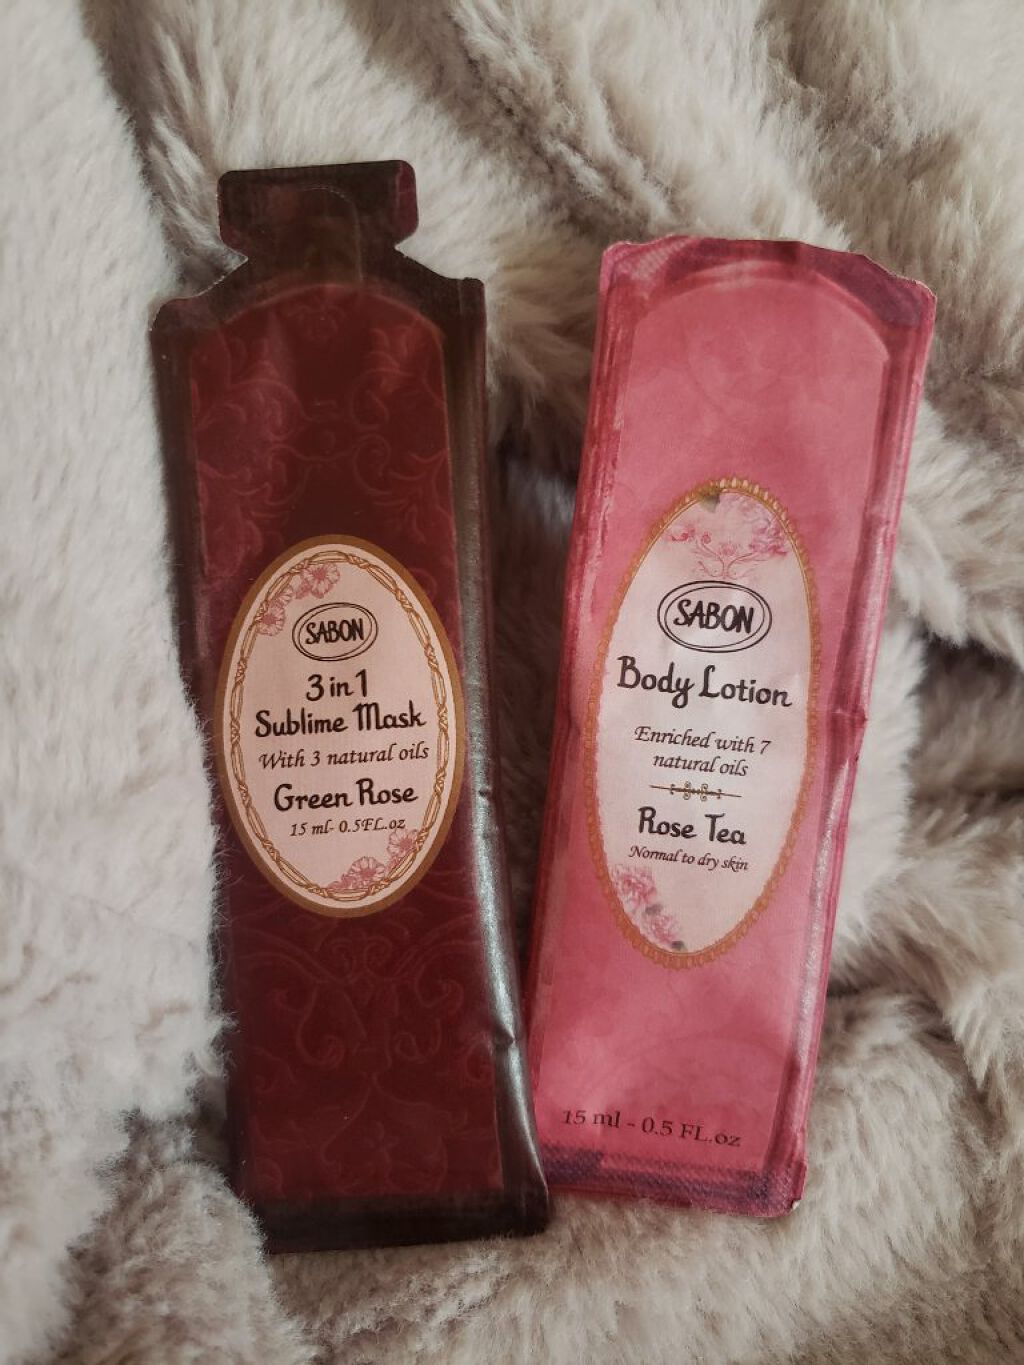 SABON
3 in 1
Sublime Mask
With 3 natural oils
Green Rose
15 ml- 0.5FL.oz
SABON
Body Lotion
Enriched with 7
natural oils
Rose Tea
Normal to dry skin
15 ml - 0.5 FL.oz